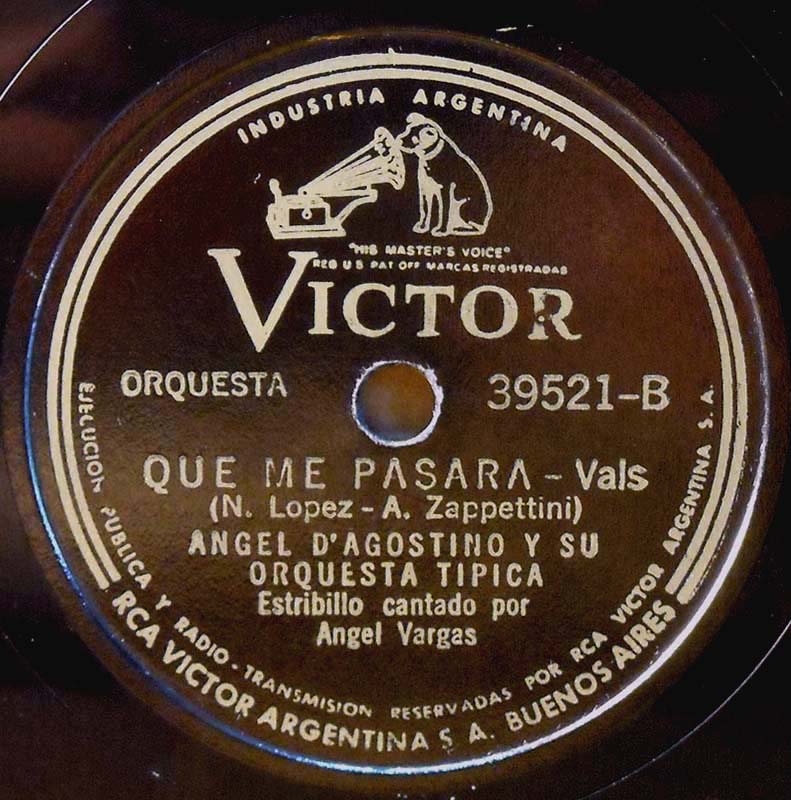 INDUSTRIA ARGENTINA
"HIS MASTER'S VOICE"
REG U S PAT OFF MARCAS REGISTRADAS
VICTOR
ORQUESTA
39521-B
QUE ME PASARA - Vals
(N. Lopez - A. Zappettini)
ANGEL D'AGOSTINO Y SU
ORQUESTA TIPICA
Estribillo cantado por
Angel Vargas
EJECUCION PUBLICA Y RADIO-TRANSMISION RESERVADAS POR RCA VICTOR ARGENTINA S. A.
RCA VICTOR ARGENTINA S A. BUENOS AIRES